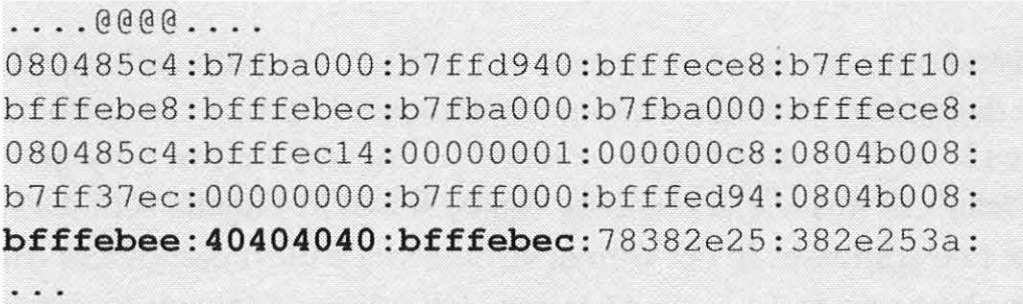 ....@@@@....
080485c4:b7fba000:b7ffd940:bfffece8:b7feff10:
bfffebe8:bfffebec:b7fba000:b7fba000:bfffece8:
080485c4:bfffec14:00000001:000000c8:0804b008:
b7ff37ec:00000000:b7fff000:bfffed94:0804b008:
bfffebee:40404040:bfffebec:78382e25:382e253a:
...